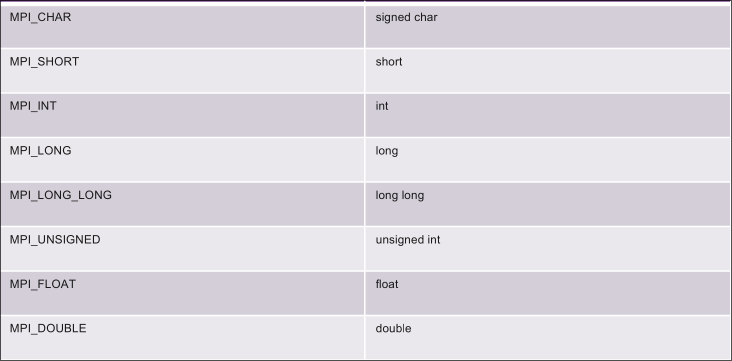 MPI_CHAR signed char
MPI_SHORT short
MPI_INT int
MPI_LONG long
MPI_LONG_LONG long long
MPI_UNSIGNED unsigned int
MPI_FLOAT float
MPI_DOUBLE double